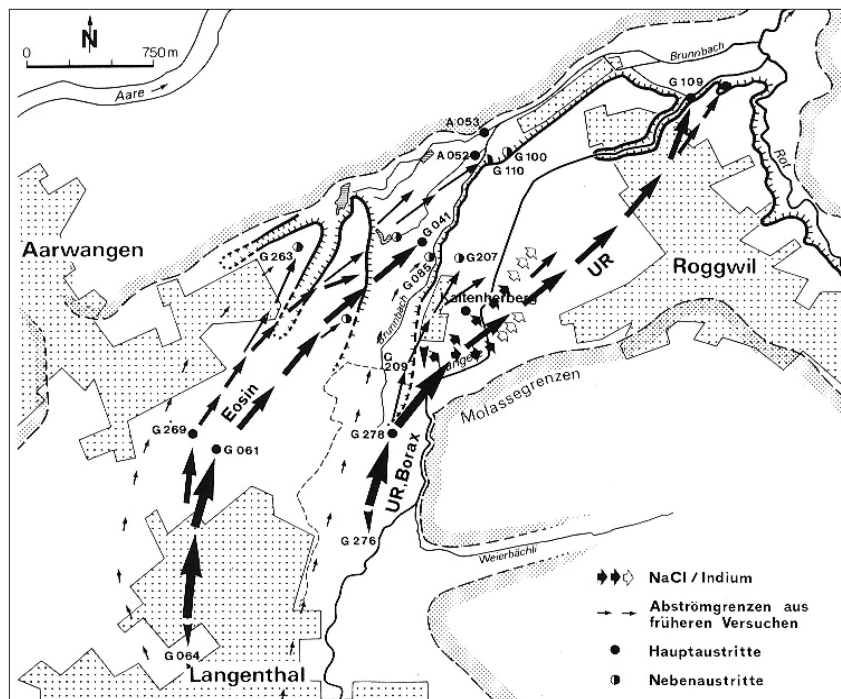 N
0 750 m
Aare
Brunnbach
G 109
A 053
A 052
G 100
G 110
Rot
Aarwangen
G 263
G 041
G 085
G 207
UR
Roggwil
Kaltenherberg
Brunnbach
G 209
Molassegrenzen
Eosin
G 269
G 061
G 278
UR, Borax
G 276
Weierbächli
G 064
Langenthal
NaCl / Indium
Abströmgrenzen aus
früheren Versuchen
Hauptaustritte
Nebenaustritte